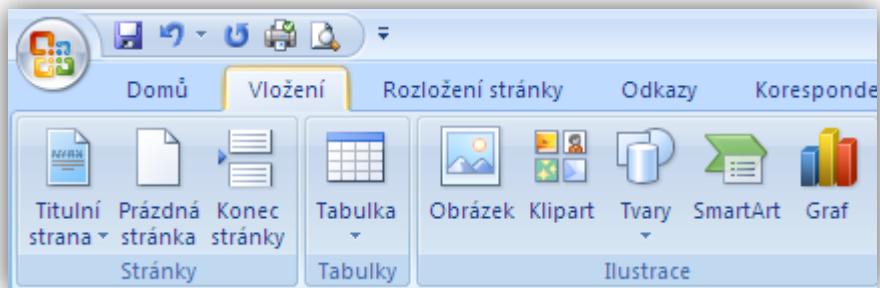 Domů Vložení Rozložení stránky Odkazy Koresponde
Titulní strana Prázdná stránka Konec stránky Tabulka Obrázek Klipart Tvary SmartArt Graf
Stránky Tabulky Ilustrace